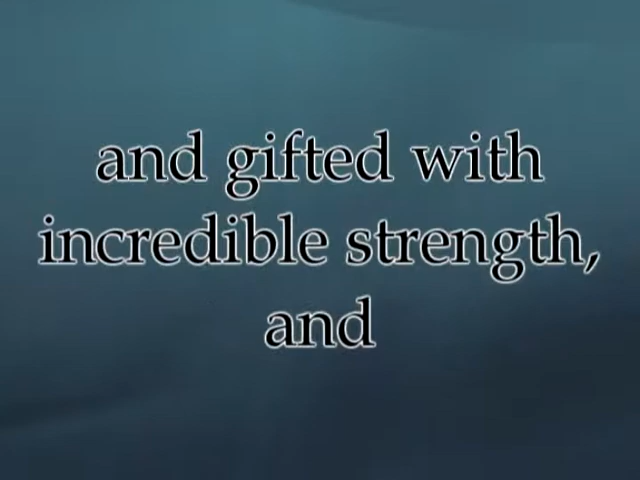 and gifted with
incredible strength,
and